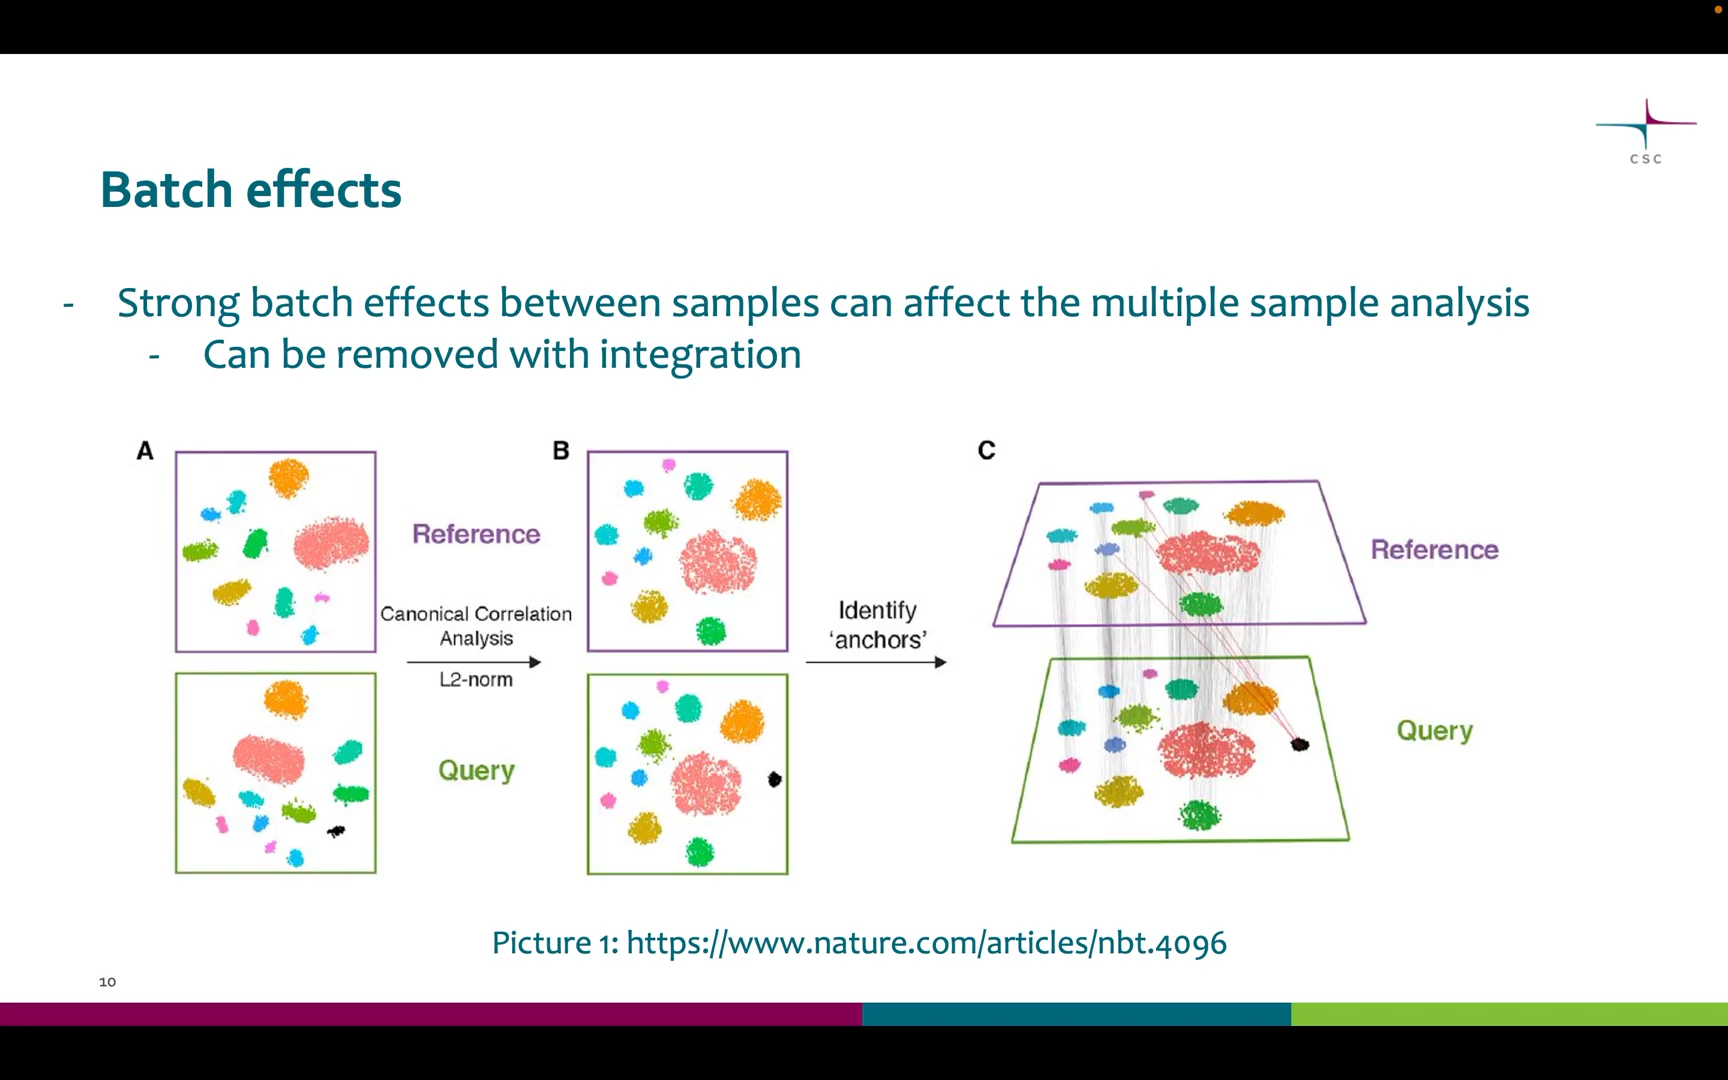 CSC
Batch effects
- Strong batch effects between samples can affect the multiple sample analysis
- Can be removed with integration
A
B
C
Reference
Canonical Correlation
Analysis
L2-norm
Query
Identify
‘anchors’
Reference
Query
Picture 1: https://www.nature.com/articles/nbt.4096
10